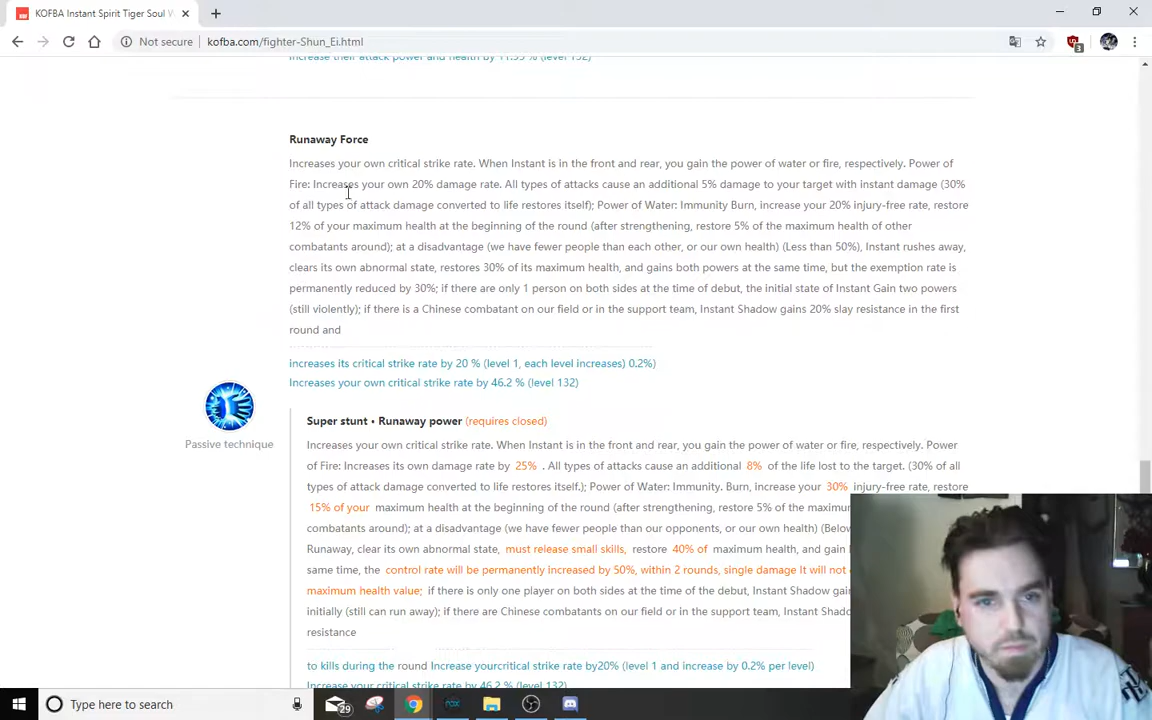 KOFBA Instant Spirit Tiger Soul
Not secure
kofba.com/fighter-Shun_Ei.html
3
increase their attack power and health by 11.55 % (level 132)
Runaway Force
Increases your own critical strike rate. When Instant is in the front and rear, you gain the power of water or fire, respectively. Power of
Fire: Increases your own 20% damage rate. All types of attacks cause an additional 5% damage to your target with instant damage (30%
of all types of attack damage converted to life restores itself); Power of Water: Immunity Burn, increase your 20% injury-free rate, restore
12% of your maximum health at the beginning of the round (after strengthening, restore 5% of the maximum health of other
combatants around); at a disadvantage (we have fewer people than each other, or our own health) (Less than 50%), Instant rushes away,
clears its own abnormal state, restores 30% of its maximum health, and gains both powers at the same time, but the exemption rate is
permanently reduced by 30%; if there are only 1 person on both sides at the time of debut, the initial state of Instant Gain two powers
(still violently); if there is a Chinese combatant on our field or in the support team, Instant Shadow gains 20% slay resistance in the first
round and
increases its critical strike rate by 20 % (level 1, each level increases) 0.2%)
Increases your own critical strike rate by 46.2 % (level 132)
Passive technique
Super stunt • Runaway power (requires closed)
Increases your own critical strike rate. When Instant is in the front and rear, you gain the power of water or fire, respectively. Power
of Fire: Increases its own damage rate by 25% . All types of attacks cause an additional 8% of the life lost to the target. (30% of all
types of attack damage converted to life restores itself.); Power of Water: Immunity. Burn, increase your 30% injury-free rate, restore
15% of your maximum health at the beginning of the round (after strengthening, restore 5% of the maximum
combatants around); at a disadvantage (we have fewer people than our opponents, or our own health) (Below
Runaway, clear its own abnormal state, must release small skills, restore 40% of maximum health, and gain
same time, the control rate will be permanently increased by 50%, within 2 rounds, single damage It will not
maximum health value; if there is only one player on both sides at the time of the debut, Instant Shadow gain
initially (still can run away); if there are Chinese combatants on our field or in the support team, Instant Shado
resistance
to kills during the round Increase yourcritical strike rate by20% (level 1 and increase by 0.2% per level)
Increase your critical strike rate by 46.2 % (level 132)
Type here to search
29
nox